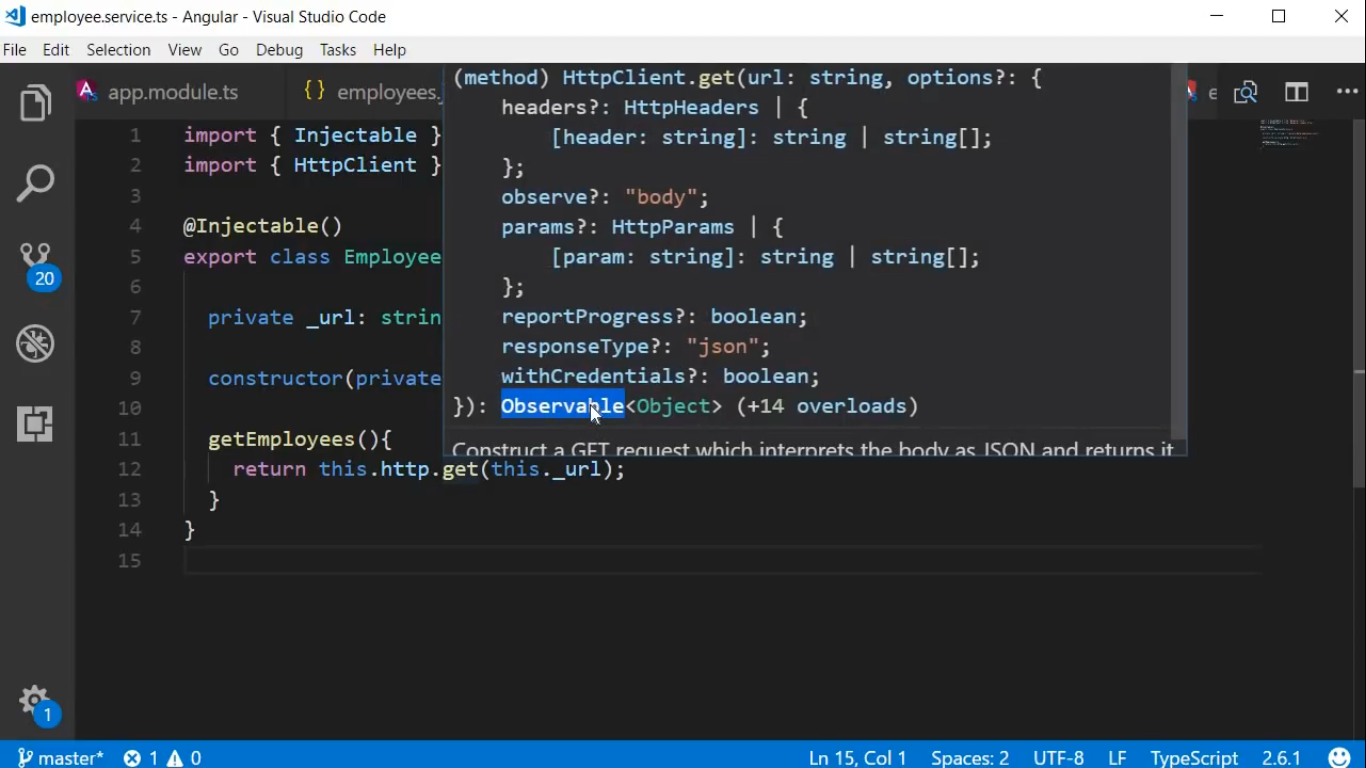 employee.service.ts - Angular - Visual Studio Code
File Edit Selection View Go Debug Tasks Help
app.module.ts {} employees. e ...
(method) HttpClient.get(url: string, options?: {
headers?: HttpHeaders | {
[header: string]: string | string[];
};
observe?: "body";
params?: HttpParams | {
[param: string]: string | string[];
};
reportProgress?: boolean;
responseType?: "json";
withCredentials?: boolean;
}): Observable<Object> (+14 overloads)
Construct a GET request which interprets the body as JSON and returns it
1 import { Injectable }
2 import { HttpClient }
3
4 @Injectable()
5 export class Employee
6
7 private _url: strin
8
9 constructor(private
10
11 getEmployees(){
12 return this.http.get(this._url);
13 }
14 }
15
20
1
master* 1 0 Ln 15, Col 1 Spaces: 2 UTF-8 LF TypeScript 2.6.1